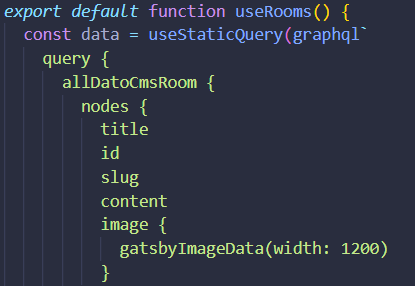 export default function useRooms() {
const data = useStaticQuery(graphql`
query {
allDatoCmsRoom {
nodes {
title
id
slug
content
image {
gatsbyImageData(width: 1200)
}